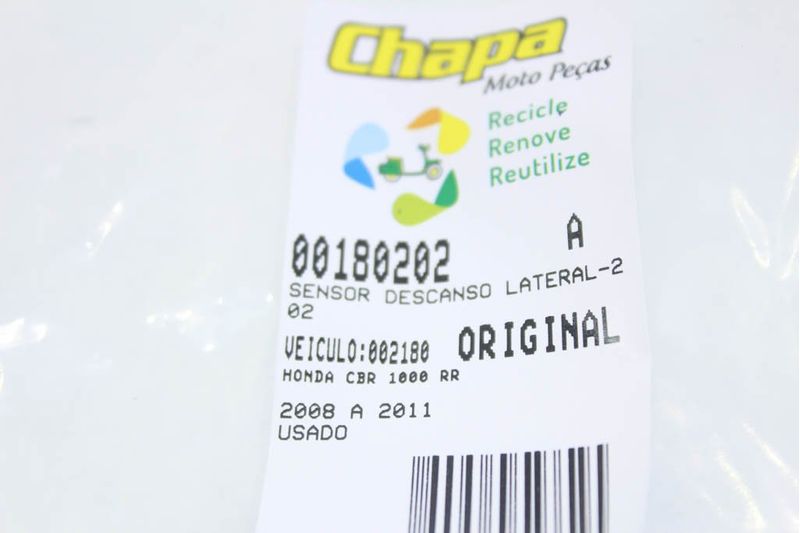 Chapa
Moto Peças
Recicle
Renove
Reutilize
00180202 A
SENSOR DESCANSO LATERAL-2
02
VEICULO:002180 ORIGINAL
HONDA CBR 1000 RR
2008 A 2011
USADO